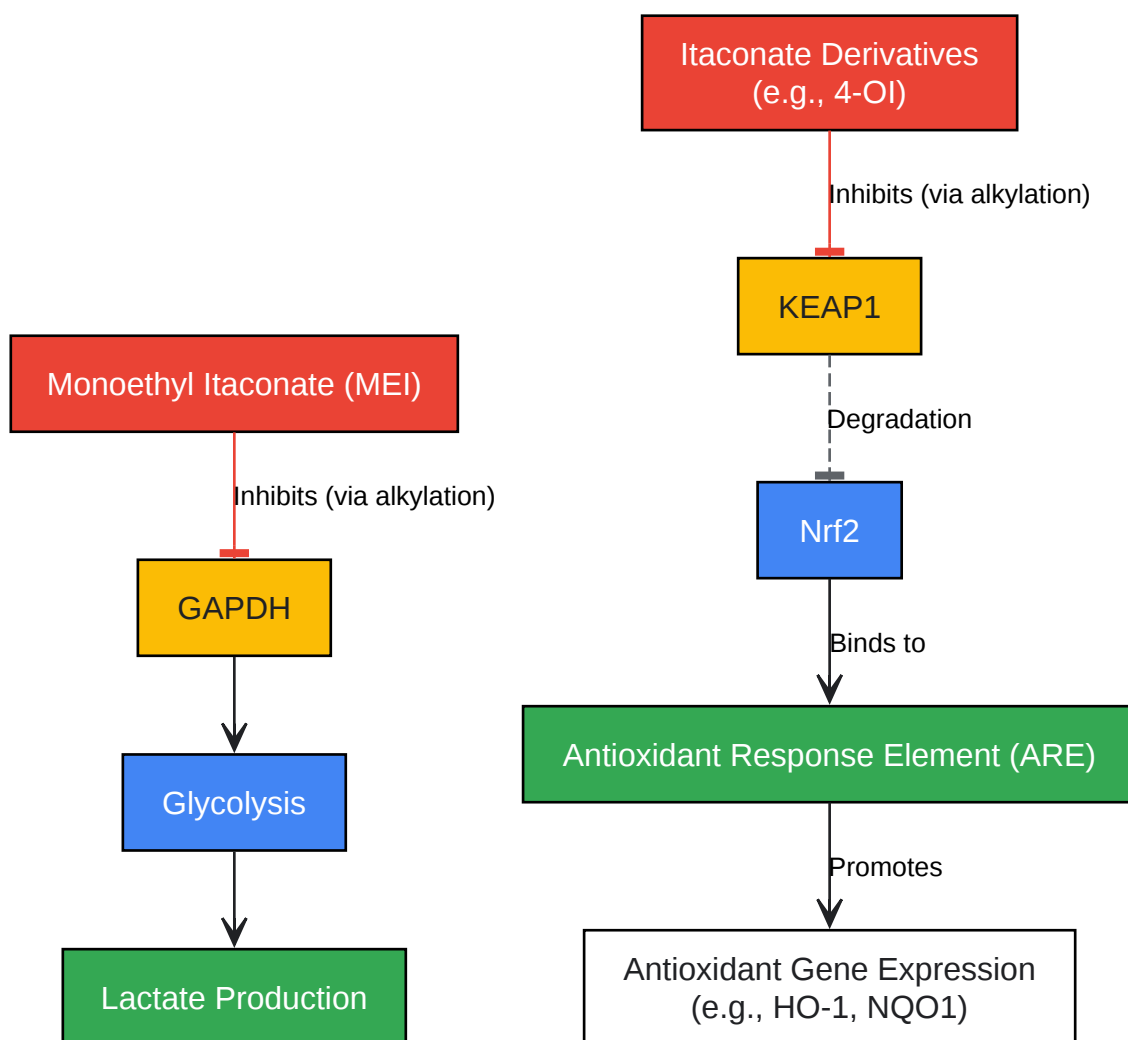 Monoethyl Itaconate (MEI)
Inhibits (via alkylation)
GAPDH
Glycolysis
Lactate Production
Itaconate Derivatives
(e.g., 4-OI)
Inhibits (via alkylation)
KEAP1
Degradation
Nrf2
Binds to
Antioxidant Response Element (ARE)
Promotes
Antioxidant Gene Expression
(e.g., HO-1, NQO1)